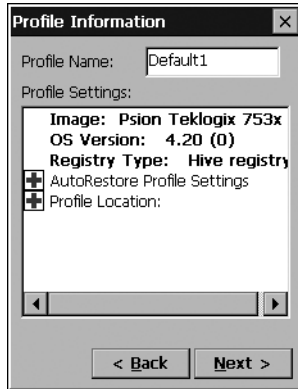 Profile Information
Profile Name: Default1
Profile Settings:
Image: Psion Teklogix 753x
OS Version: 4.20 (0)
Registry Type: Hive registry
AutoRestore Profile Settings
Profile Location:
< Back Next >